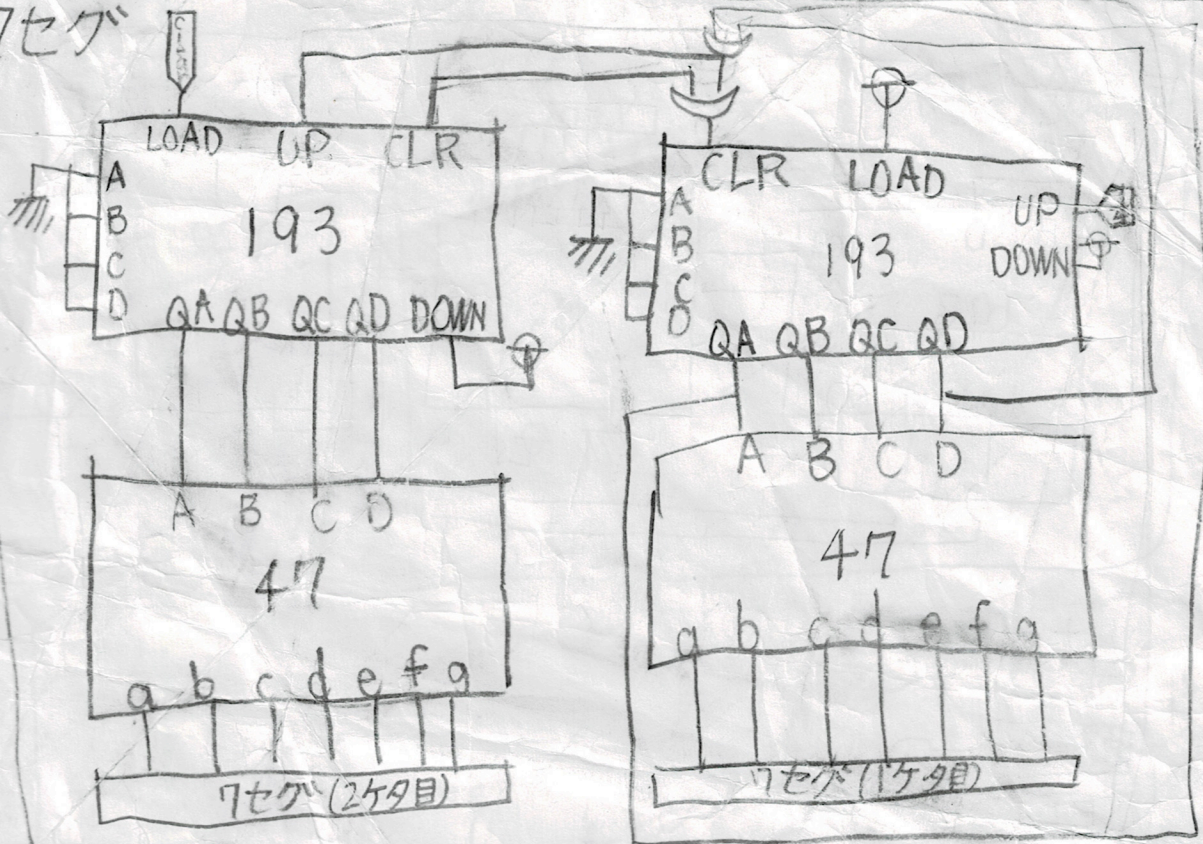 7セグ
LOAD UP CLR
A
B
C
D
193
QA QB QC QD DOWN
A B C D
47
a b c d e f g
7セグ(2ケタ目)
CLR LOAD
A
B
C
D
193
UP
DOWN
QA QB QC QD
A B C D
47
a b c d e f g
7セグ(1ケタ目)